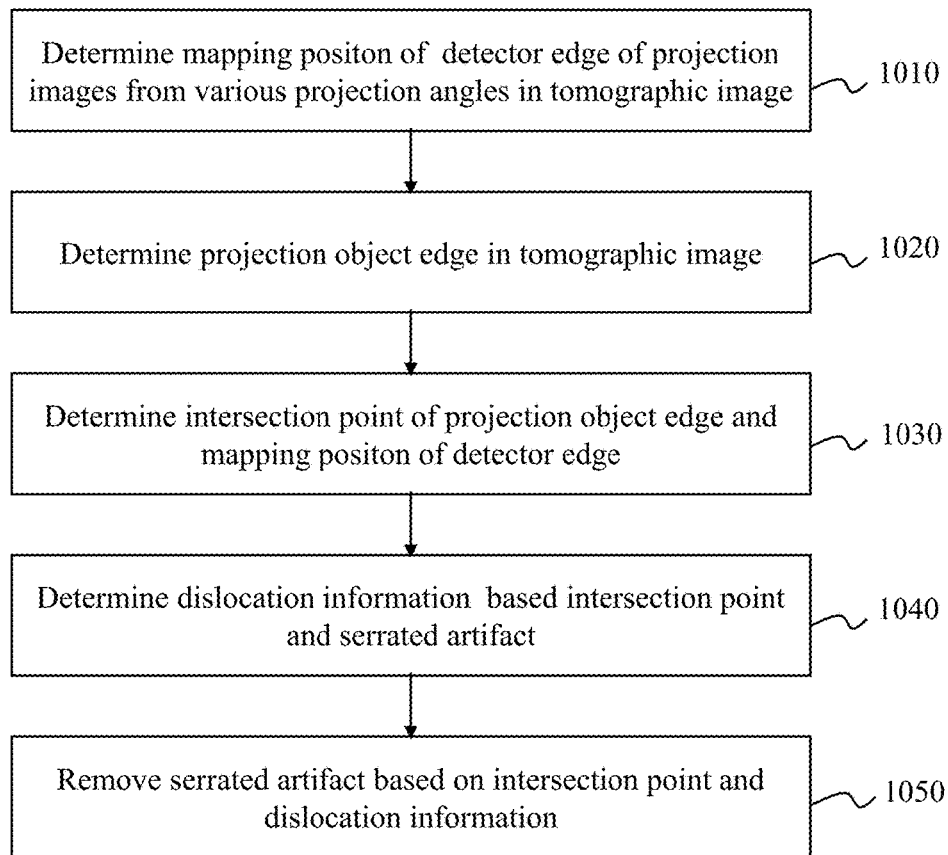 Determine mapping positon of detector edge of projection
images from various projection angles in tomographic image
1010
Determine projection object edge in tomographic image
1020
Determine intersection point of projection object edge and
mapping positon of detector edge
1030
Determine dislocation information based intersection point
and serrated artifact
1040
Remove serrated artifact based on intersection point and
dislocation information
1050